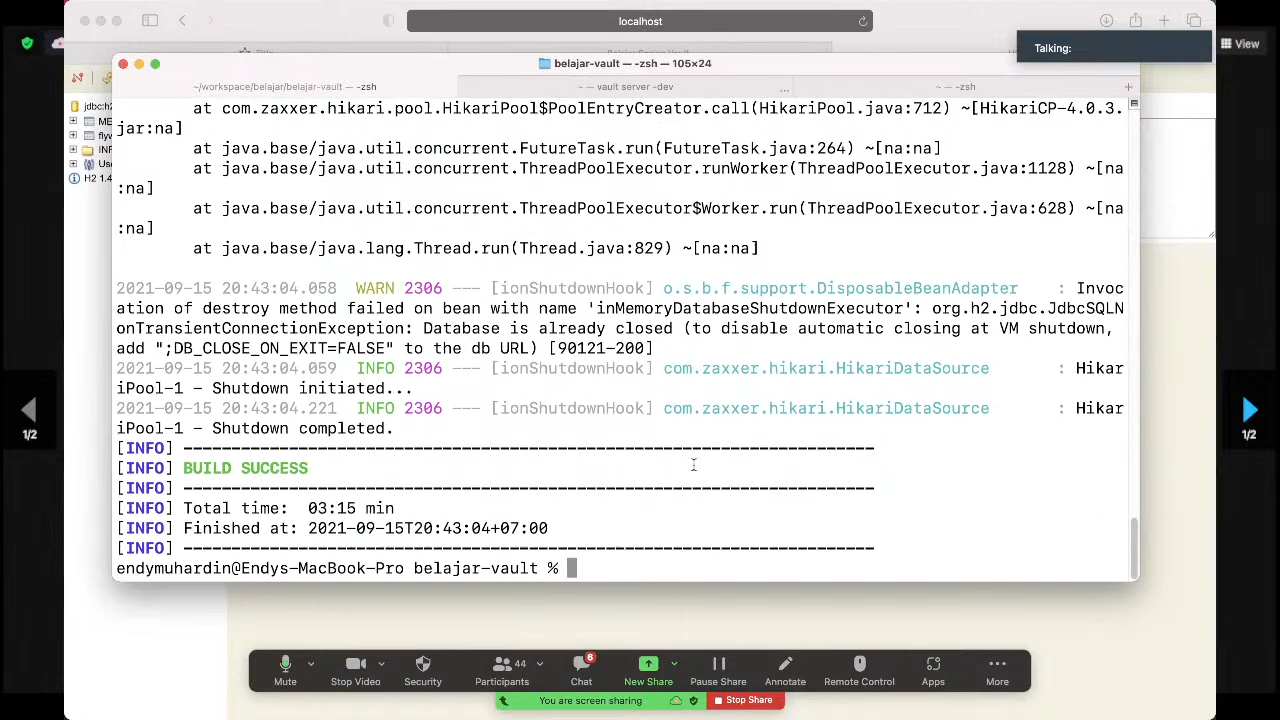 localhost
Talking:
View
belajar-vault — -zsh — 105×24
~/workspace/belajar/belajar-vault — -zsh
~ — vault server -dev
...
~ — -zsh
+
jdbc:h2
ME
flyw
INF
Use
H2 1.4
at com.zaxxer.hikari.pool.HikariPool$PoolEntryCreator.call(HikariPool.java:712) ~[HikariCP-4.0.3.
jar:na]
at java.base/java.util.concurrent.FutureTask.run(FutureTask.java:264) ~[na:na]
at java.base/java.util.concurrent.ThreadPoolExecutor.runWorker(ThreadPoolExecutor.java:1128) ~[na
:na]
at java.base/java.util.concurrent.ThreadPoolExecutor$Worker.run(ThreadPoolExecutor.java:628) ~[na
:na]
at java.base/java.lang.Thread.run(Thread.java:829) ~[na:na]
2021-09-15 20:43:04.058  WARN 2306 --- [ionShutdownHook] o.s.b.f.support.DisposableBeanAdapter    : Invoc
ation of destroy method failed on bean with name 'inMemoryDatabaseShutdownExecutor': org.h2.jdbc.JdbcSQLN
onTransientConnectionException: Database is already closed (to disable automatic closing at VM shutdown,
add ";DB_CLOSE_ON_EXIT=FALSE" to the db URL) [90121-200]
2021-09-15 20:43:04.059  INFO 2306 --- [ionShutdownHook] com.zaxxer.hikari.HikariDataSource       : Hikar
iPool-1 - Shutdown initiated...
2021-09-15 20:43:04.221  INFO 2306 --- [ionShutdownHook] com.zaxxer.hikari.HikariDataSource       : Hikar
iPool-1 - Shutdown completed.
[INFO] ------------------------------------------------------------------------
[INFO] BUILD SUCCESS
[INFO] ------------------------------------------------------------------------
[INFO] Total time:  03:15 min
[INFO] Finished at: 2021-09-15T20:43:04+07:00
[INFO] ------------------------------------------------------------------------
endymuhardin@Endys-MacBook-Pro belajar-vault %
1/2
1/2
44
6
Mute
Stop Video
Security
Participants
Chat
New Share
Pause Share
Annotate
Remote Control
Apps
More
You are screen sharing
Stop Share